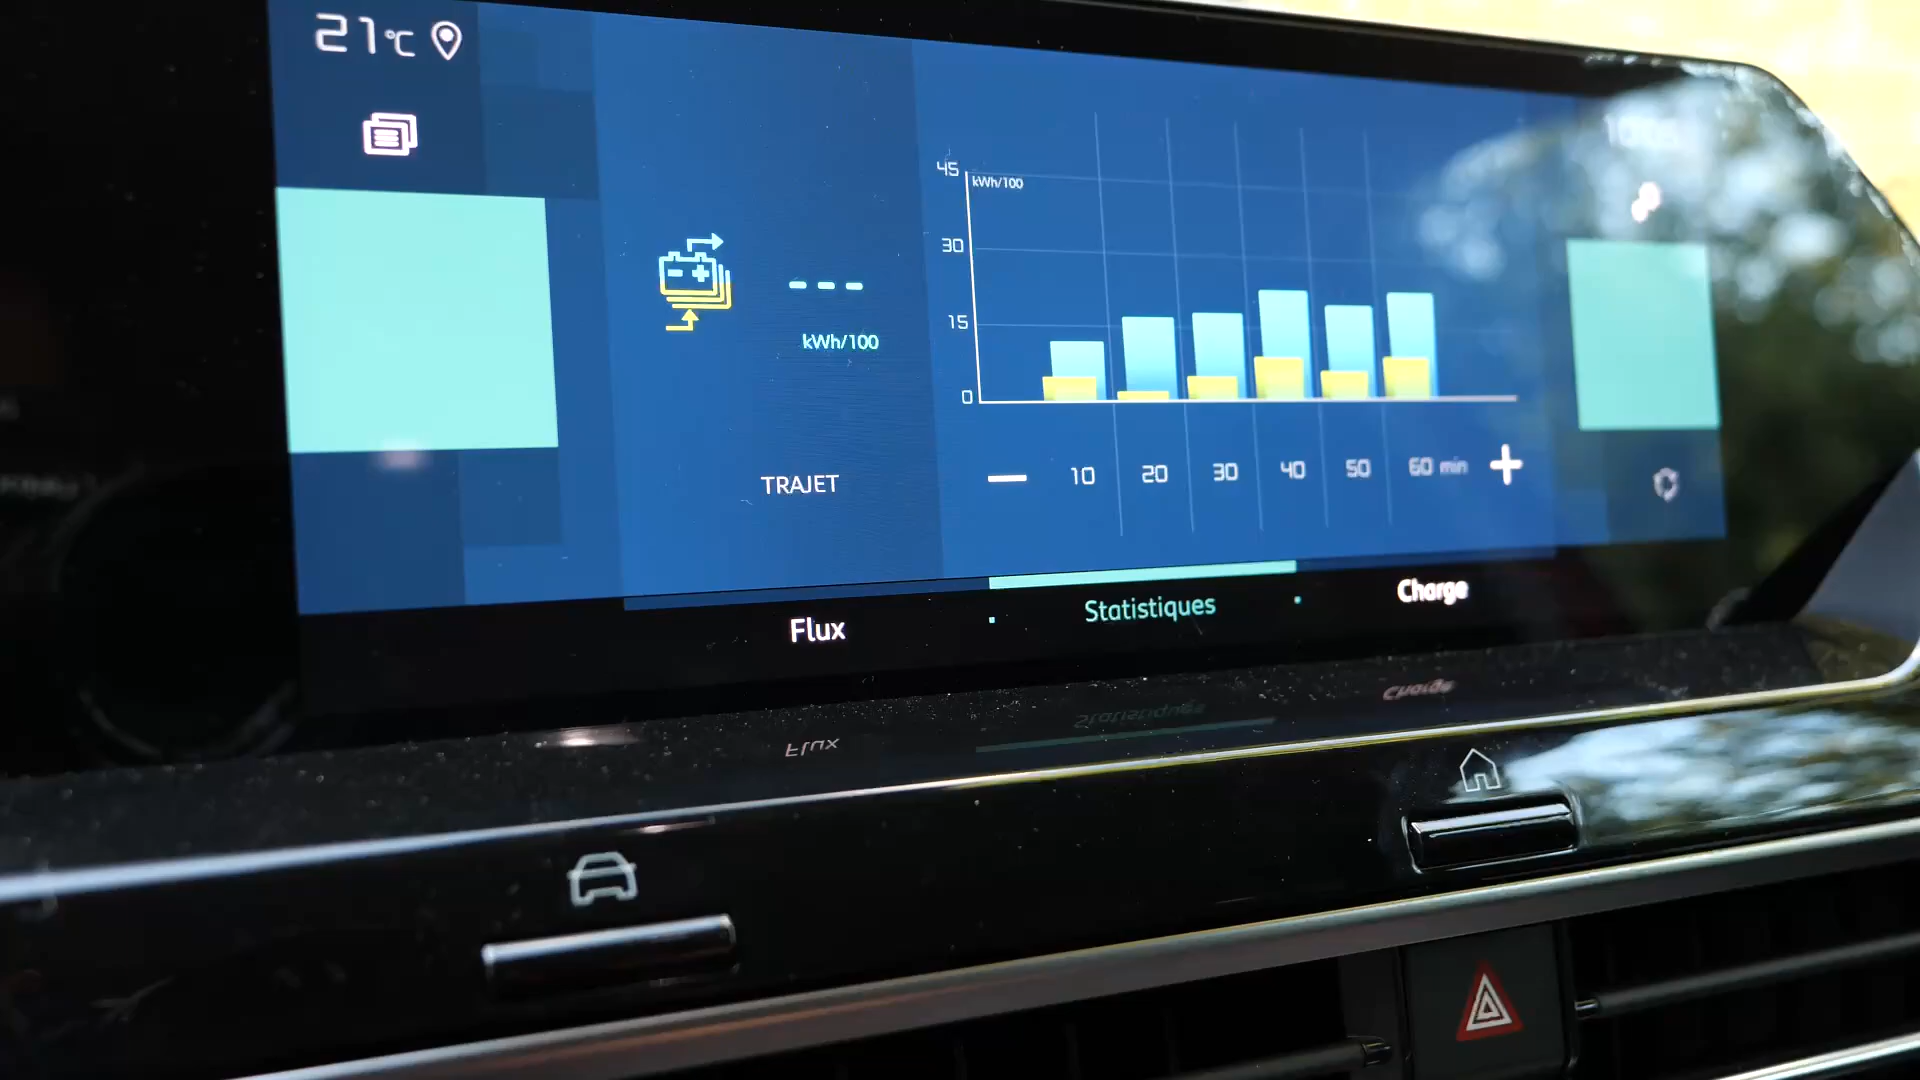 21°C
45
kWh/100
30
15
0
- - -
kWh/100
TRAJET
10 20 30 40 50 60 min
Flux
Statistiques
Charge